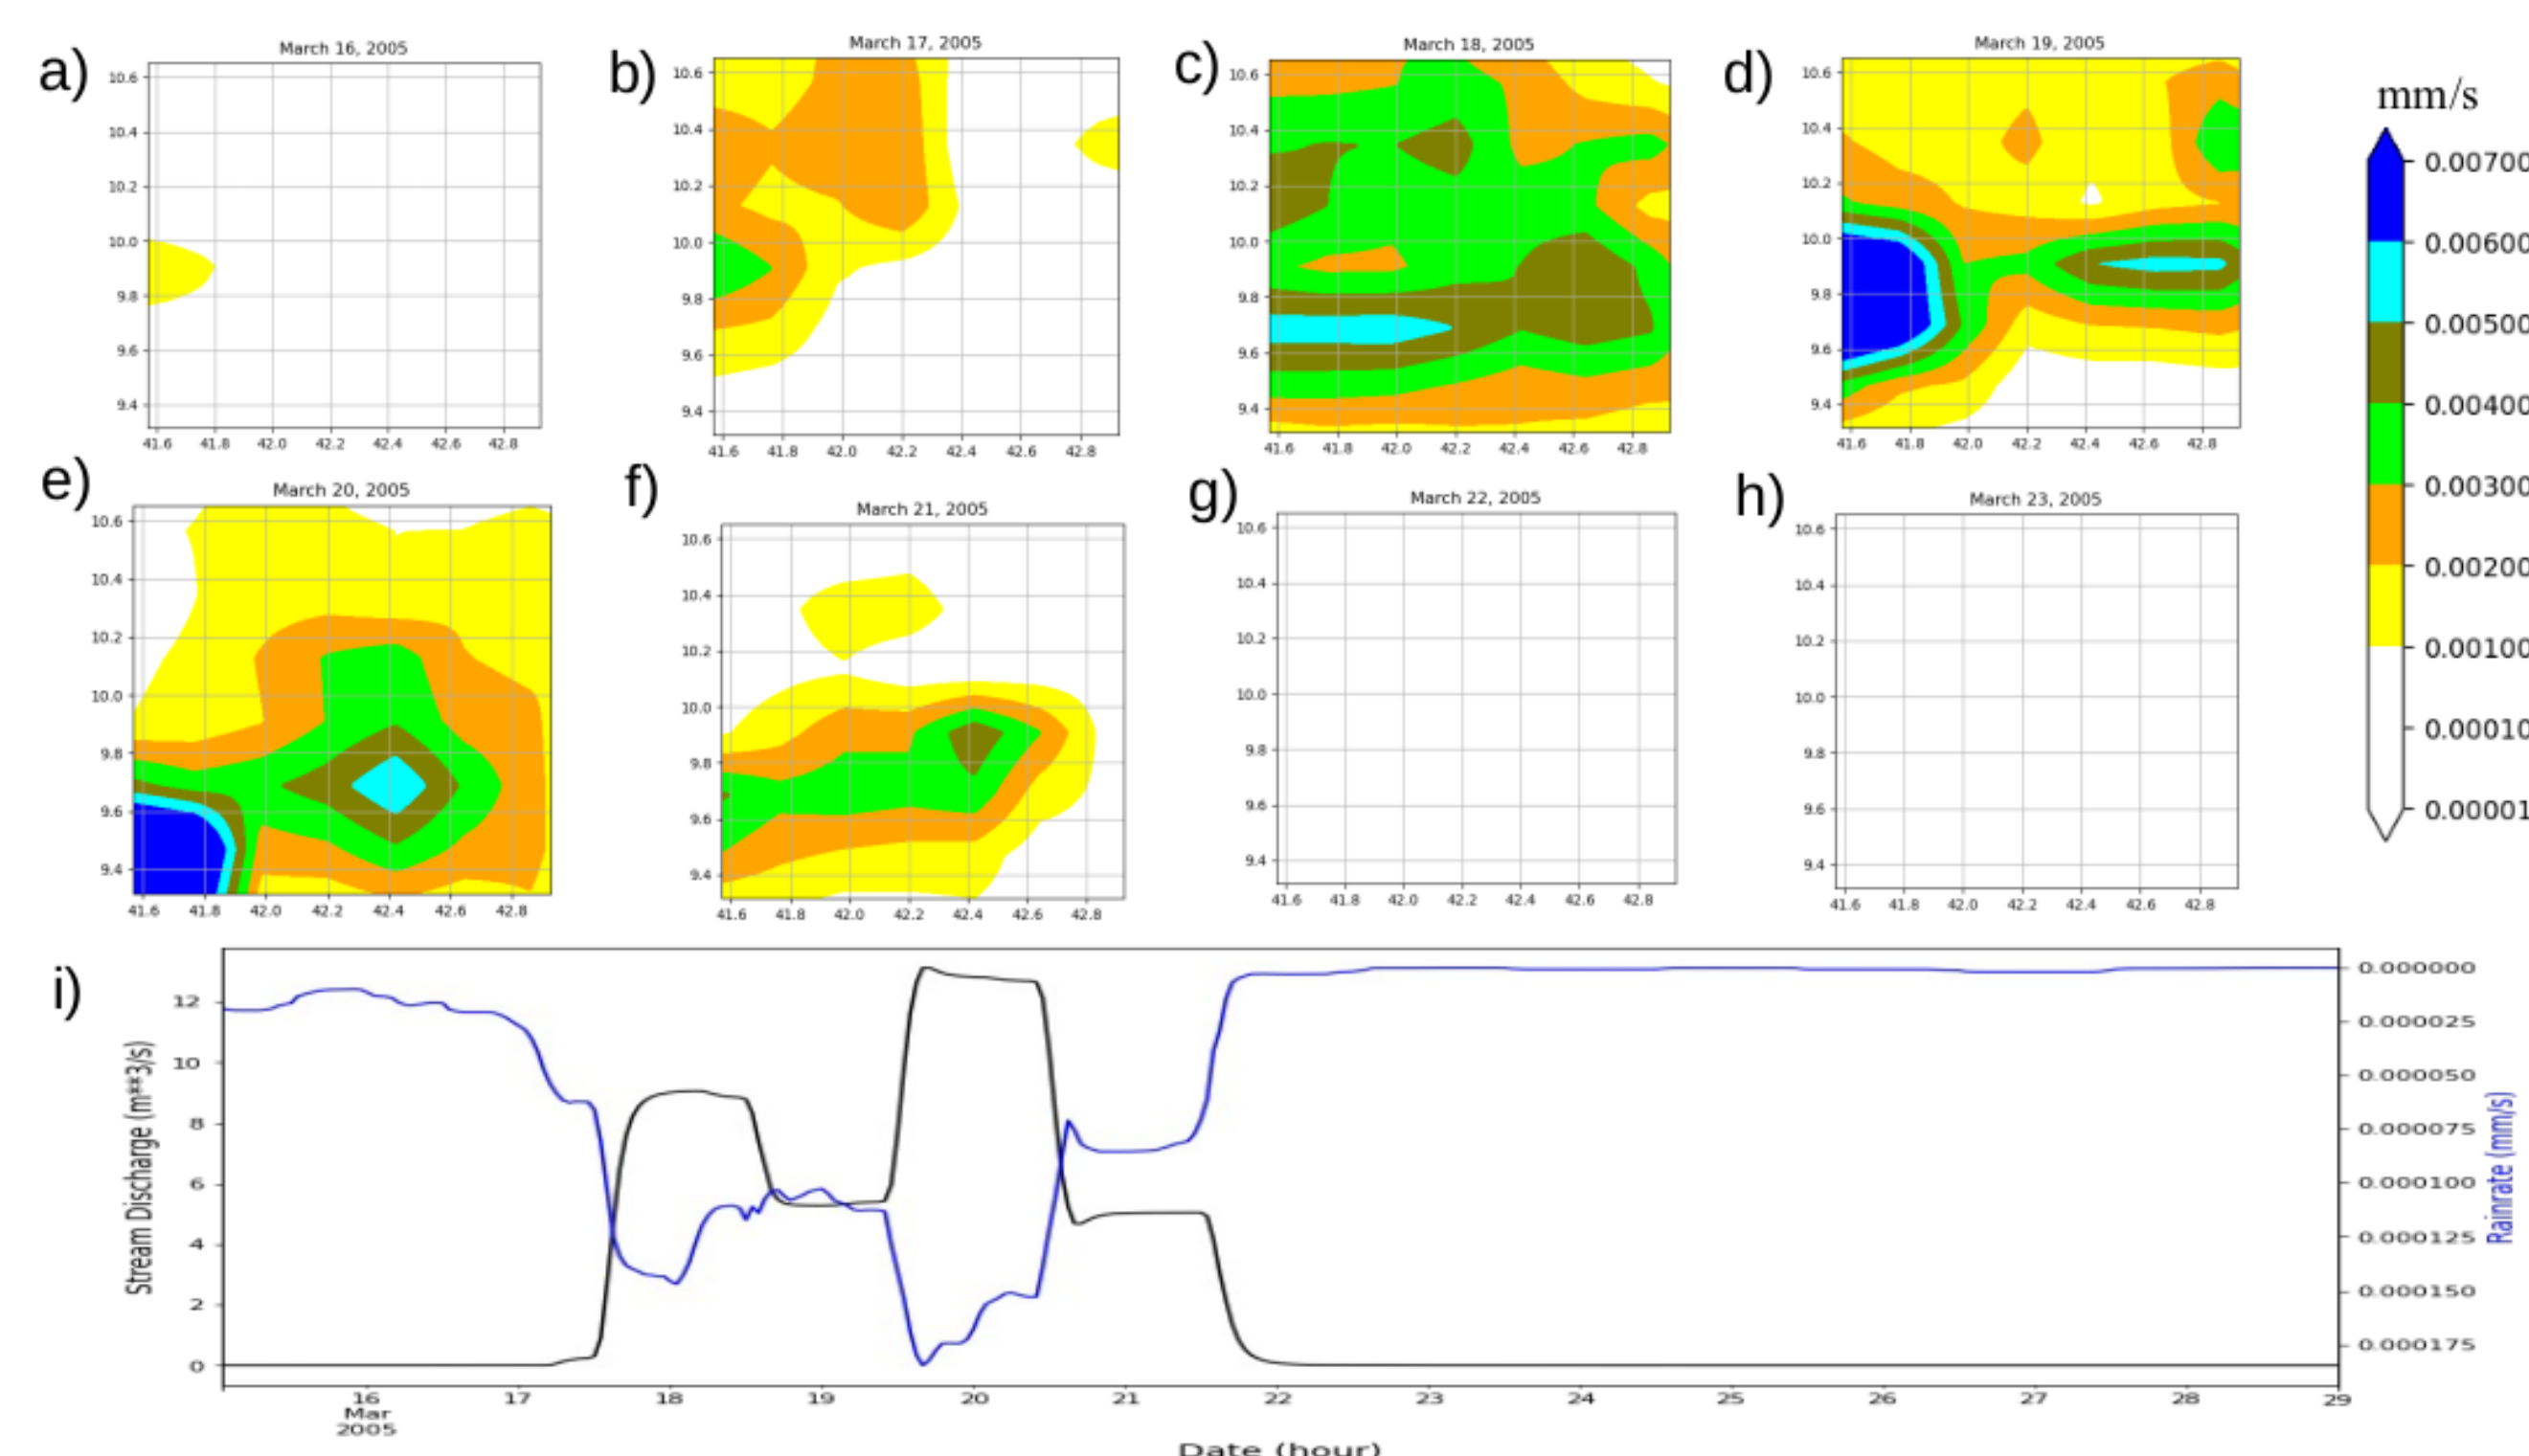 a)
March 16, 2005
10.6
10.4
10.2
10.0
9.8
9.6
9.4
41.6 41.8 42.0 42.2 42.4 42.6 42.8
b)
March 17, 2005
10.6
10.4
10.2
10.0
9.8
9.6
9.4
41.6 41.8 42.0 42.2 42.4 42.6 42.8
c)
March 18, 2005
10.6
10.4
10.2
10.0
9.8
9.6
9.4
41.6 41.8 42.0 42.2 42.4 42.6 42.8
d)
March 19, 2005
10.6
10.4
10.2
10.0
9.8
9.6
9.4
41.6 41.8 42.0 42.2 42.4 42.6 42.8
mm/s
0.00700
0.00600
0.00500
0.00400
0.00300
0.00200
0.00100
0.00010
0.00001
e)
March 20, 2005
10.6
10.4
10.2
10.0
9.8
9.6
9.4
41.6 41.8 42.0 42.2 42.4 42.6 42.8
f)
March 21, 2005
10.6
10.4
10.2
10.0
9.8
9.6
9.4
41.6 41.8 42.0 42.2 42.4 42.6 42.8
g)
March 22, 2005
10.6
10.4
10.2
10.0
9.8
9.6
9.4
41.6 41.8 42.0 42.2 42.4 42.6 42.8
h)
March 23, 2005
10.6
10.4
10.2
10.0
9.8
9.6
9.4
41.6 41.8 42.0 42.2 42.4 42.6 42.8
i)
Stream Discharge (m**3/s)
12
10
8
6
4
2
0
0.000000
0.000025
0.000050
0.000075
0.000100
0.000125
0.000150
0.000175
Rainrate (mm/s)
16 17 18 19 20 21 22 23 24 25 26 27 28 29
Mar
2005
Date (hour)